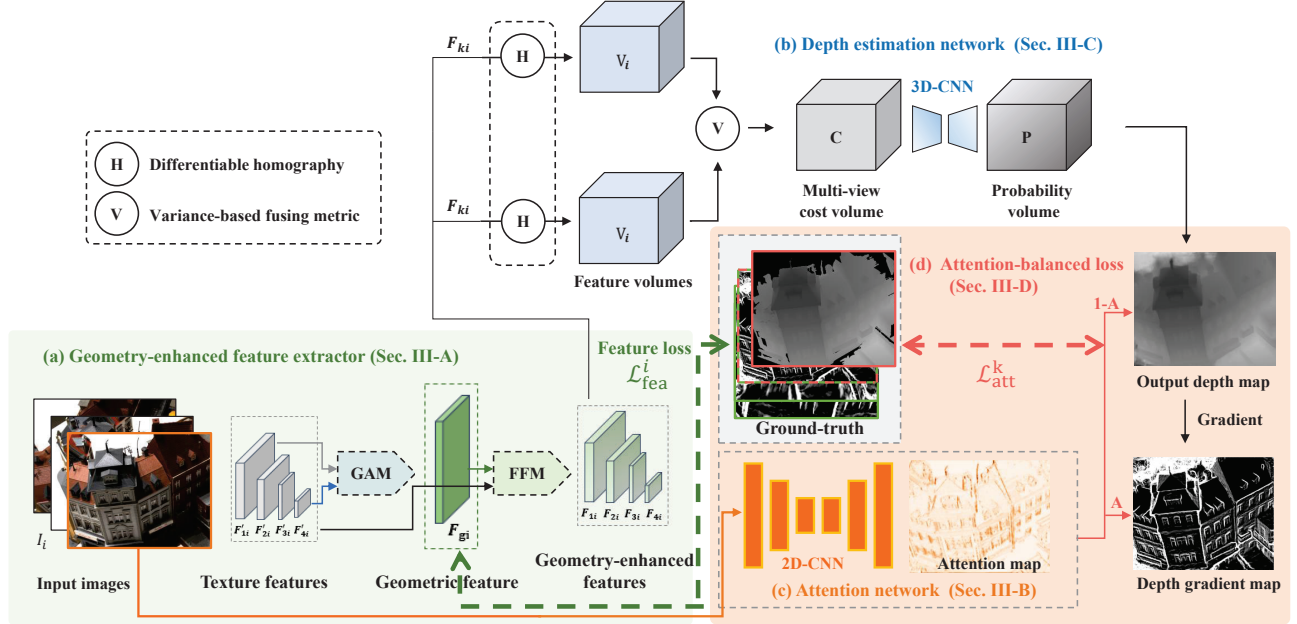 F_ki
H
V_i
(b) Depth estimation network (Sec. III-C)
3D-CNN
V
C
P
H Differentiable homography
V Variance-based fusing metric
F_ki
H
V_i
Multi-view
cost volume
Probability
volume
Feature volumes
(d) Attention-balanced loss
(Sec. III-D)
1-A
(a) Geometry-enhanced feature extractor (Sec. III-A)
Feature loss
ℒ^i_fea
ℒ^k_att
Output depth map
Gradient
Ground-truth
GAM
FFM
F'_1i
F'_2i
F'_3i
F'_4i
F_gi
F_1i
F_2i
F_3i
F_4i
A
I_i
Input images
Texture features
Geometric feature
Geometry-enhanced
features
2D-CNN
Attention map
(c) Attention network (Sec. III-B)
Depth gradient map